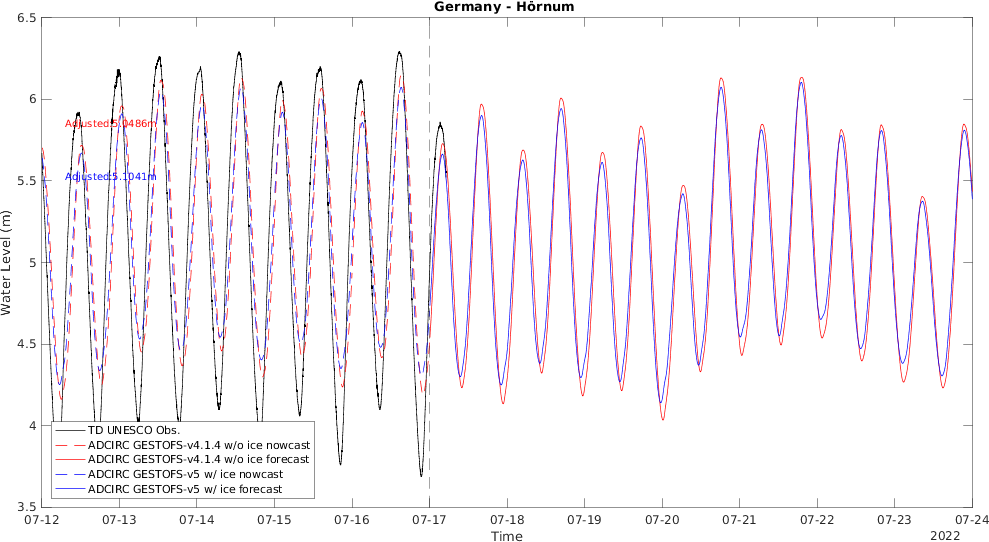 Germany - Hörnum
6.5
6
5.5
5
4.5
4
3.5
Water Level (m)
Adjusted:5.0486m
Adjusted:5.1041m
TD UNESCO Obs.
ADCIRC GESTOFS-v4.1.4 w/o ice nowcast
ADCIRC GESTOFS-v4.1.4 w/o ice forecast
ADCIRC GESTOFS-v5 w/ ice nowcast
ADCIRC GESTOFS-v5 w/ ice forecast
07-12 07-13 07-14 07-15 07-16 07-17 07-18 07-19 07-20 07-21 07-22 07-23 07-24
Time
2022